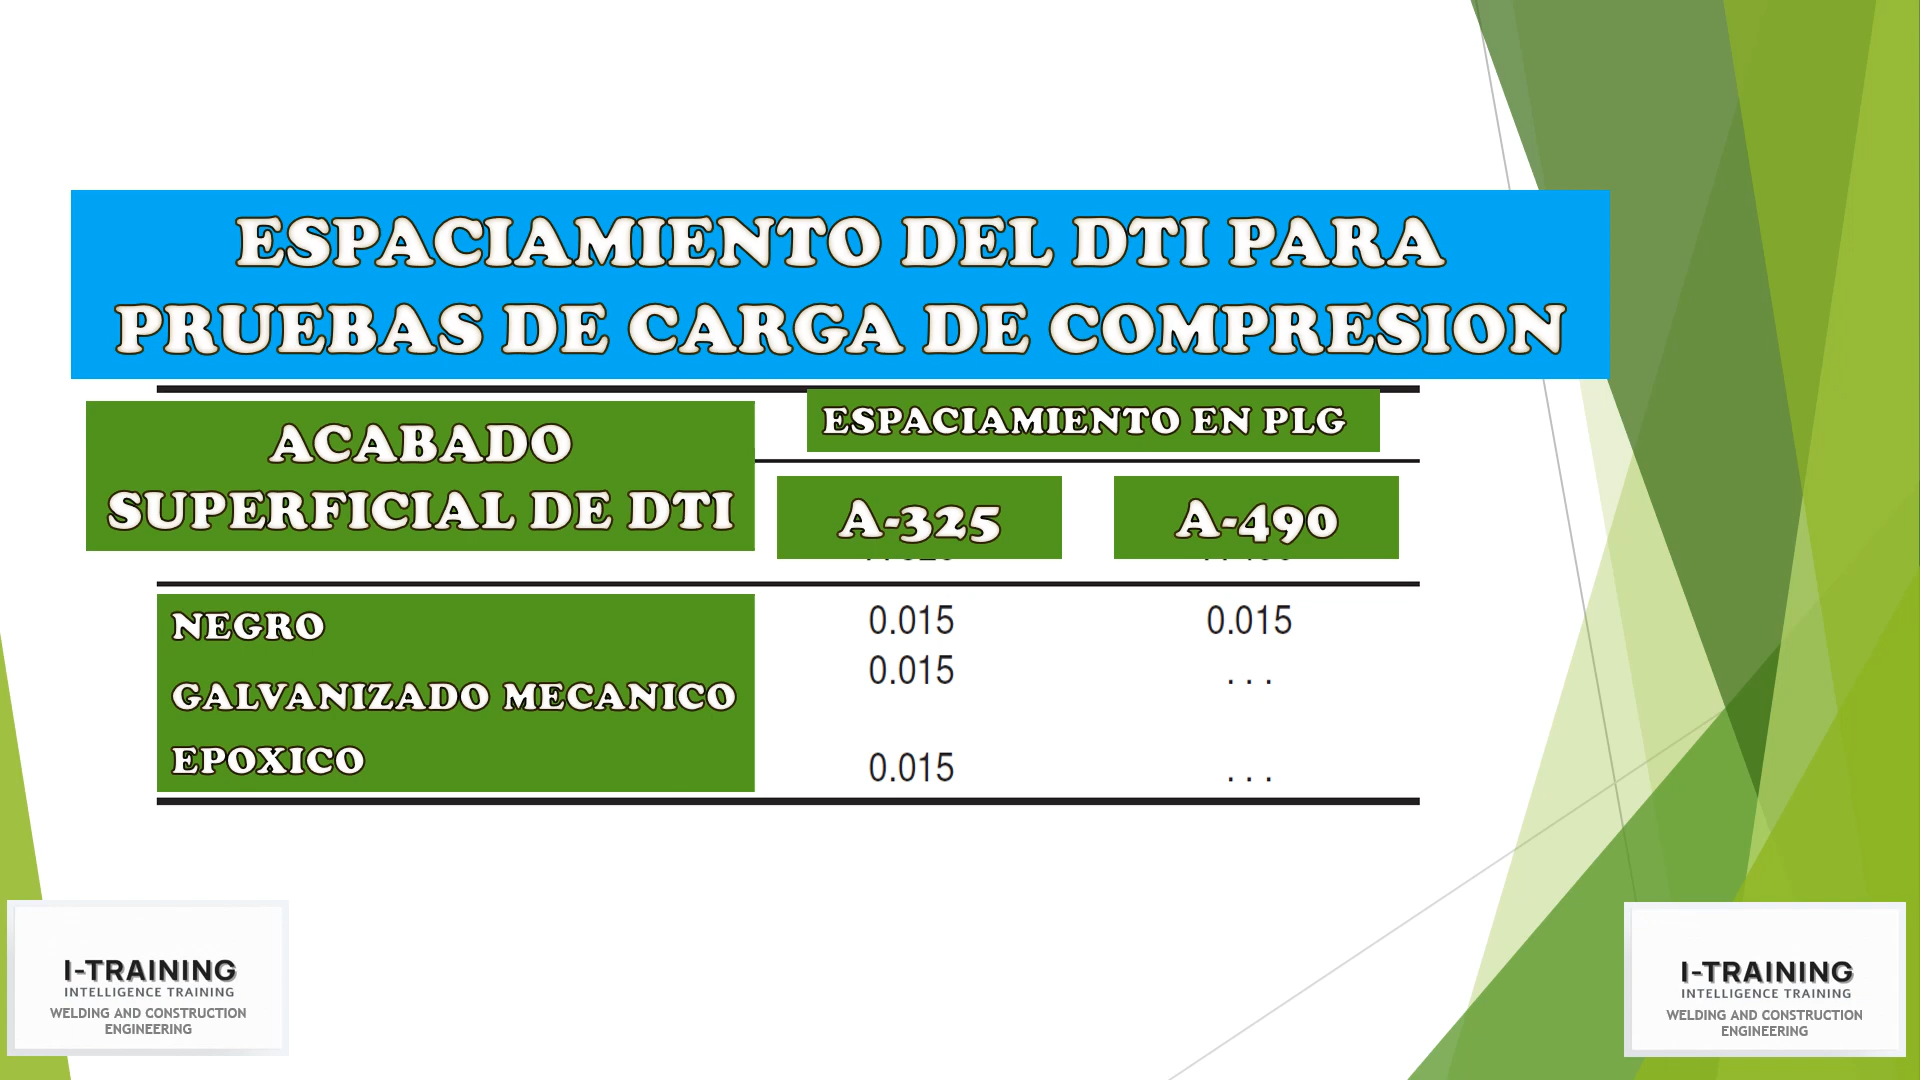 ESPACIAMIENTO DEL DTI PARA
PRUEBAS DE CARGA DE COMPRESION
ACABADO
SUPERFICIAL DE DTI
ESPACIAMIENTO EN PLG
A-325 A-490
NEGRO 0.015 0.015
GALVANIZADO MECANICO 0.015 . . .
EPOXICO 0.015 . . .
I-TRAINING
INTELLIGENCE TRAINING
WELDING AND CONSTRUCTION
ENGINEERING
I-TRAINING
INTELLIGENCE TRAINING
WELDING AND CONSTRUCTION
ENGINEERING